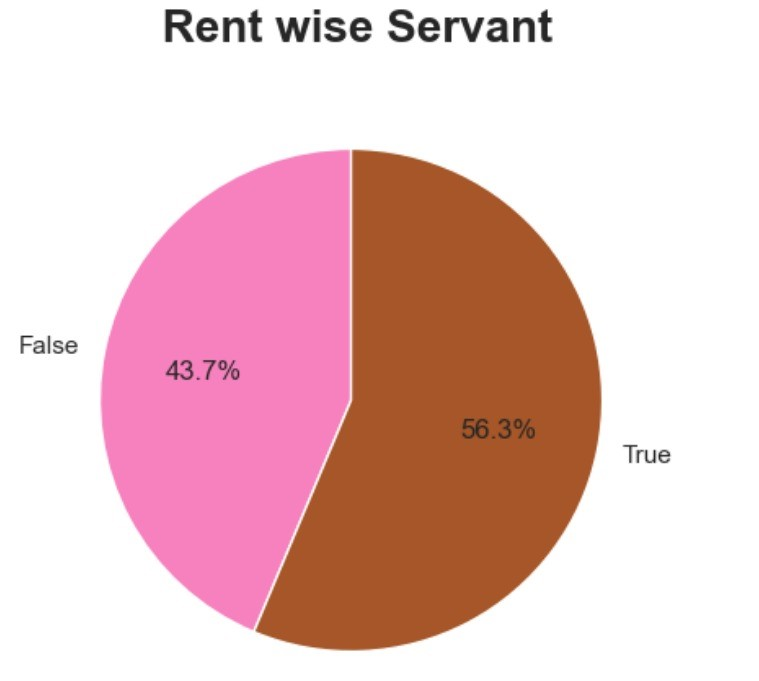 Rent wise Servant
False
43.7%
56.3%
True